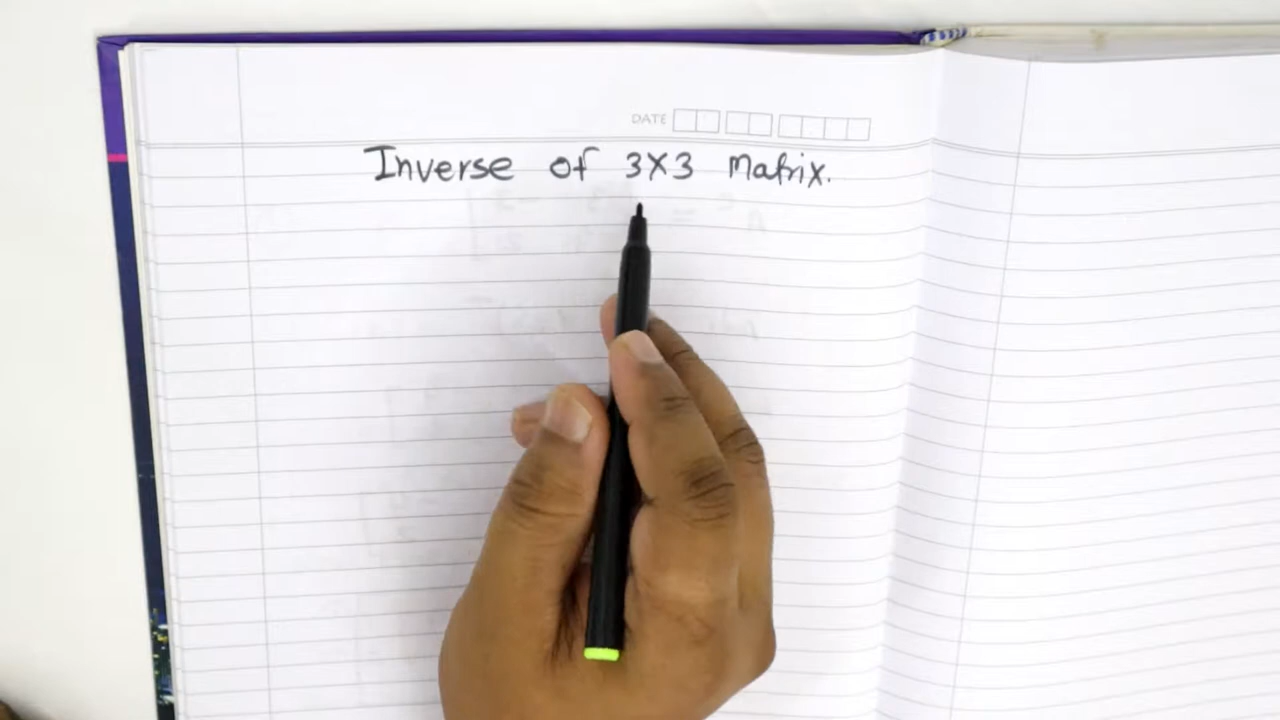 DATE
Inverse of 3x3 Matrix.